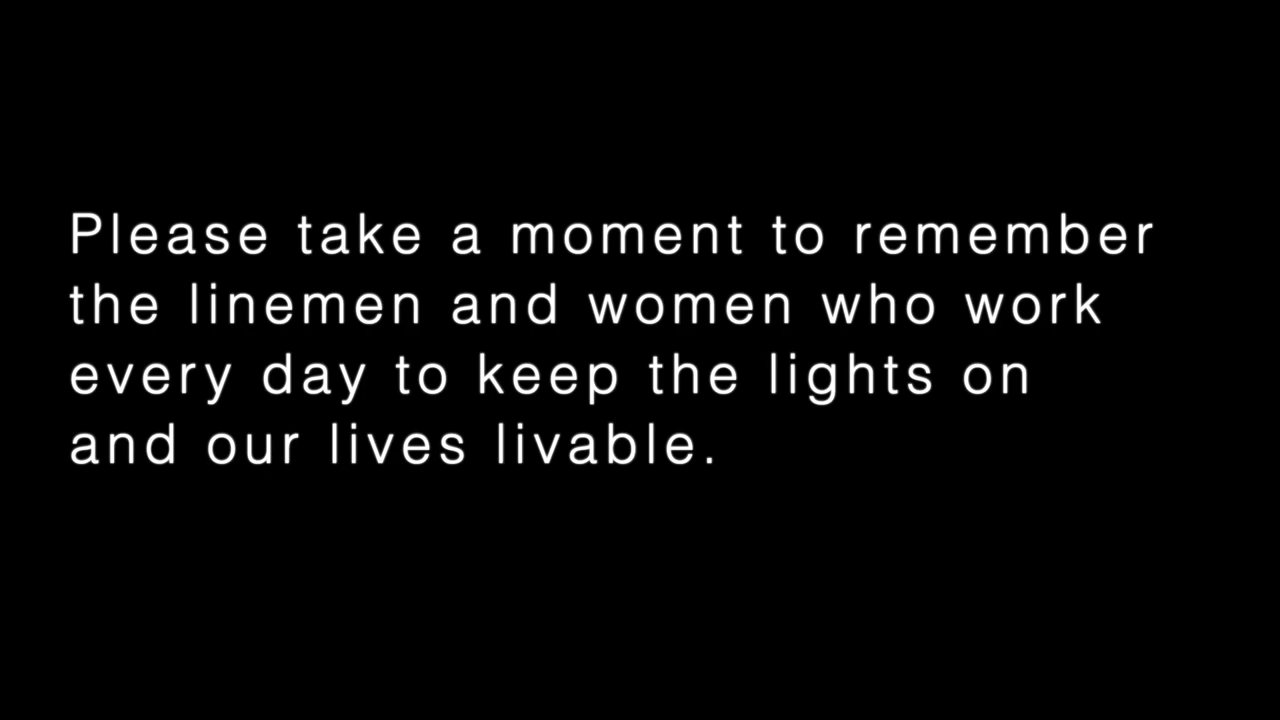 Please take a moment to remember
the linemen and women who work
every day to keep the lights on
and our lives livable.